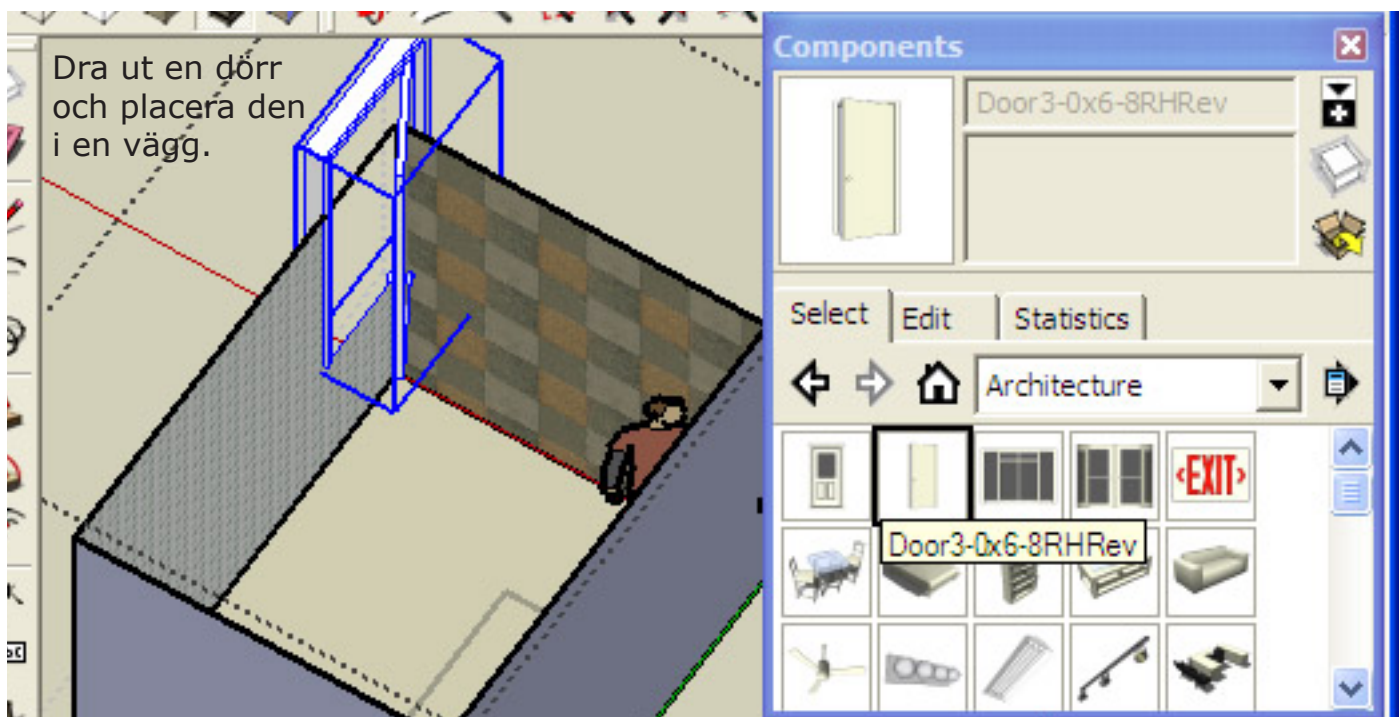 Dra ut en dörr
och placera den
i en vägg.
Components
Door3-0x6-8RHRev
Select Edit Statistics
Architecture
‹EXIT›
Door3-0x6-8RHRev